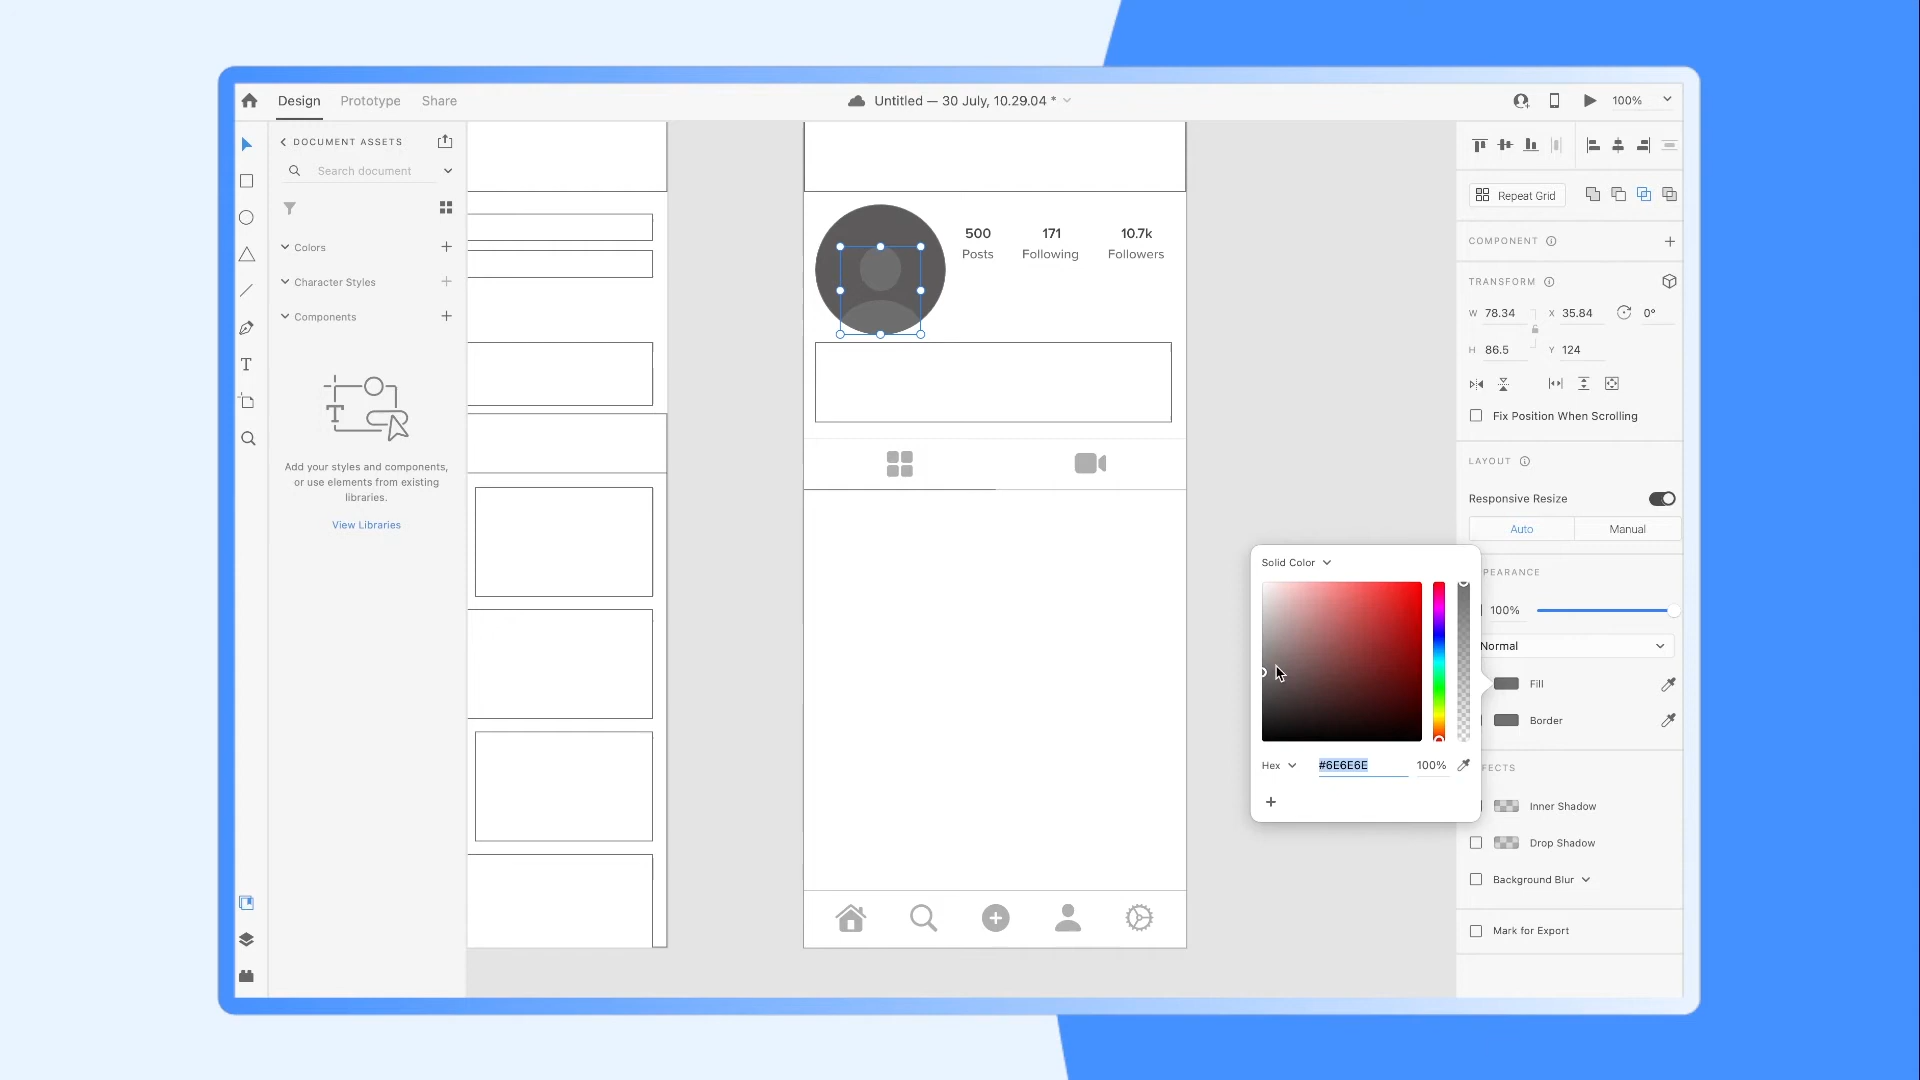 Design Prototype Share
Untitled — 30 July, 10.29.04 *
100%
DOCUMENT ASSETS
Search document
Colors
Character Styles
Components
Add your styles and components,
or use elements from existing
libraries.
View Libraries
500 171 10.7k
Posts Following Followers
Repeat Grid
COMPONENT
TRANSFORM
W 78.34 X 35.84 0°
H 86.5 Y 124
Fix Position When Scrolling
LAYOUT
Responsive Resize
Auto Manual
PEARANCE
100%
Normal
Fill
Border
FECTS
Inner Shadow
Drop Shadow
Background Blur
Mark for Export
Solid Color
Hex #6E6E6E 100%